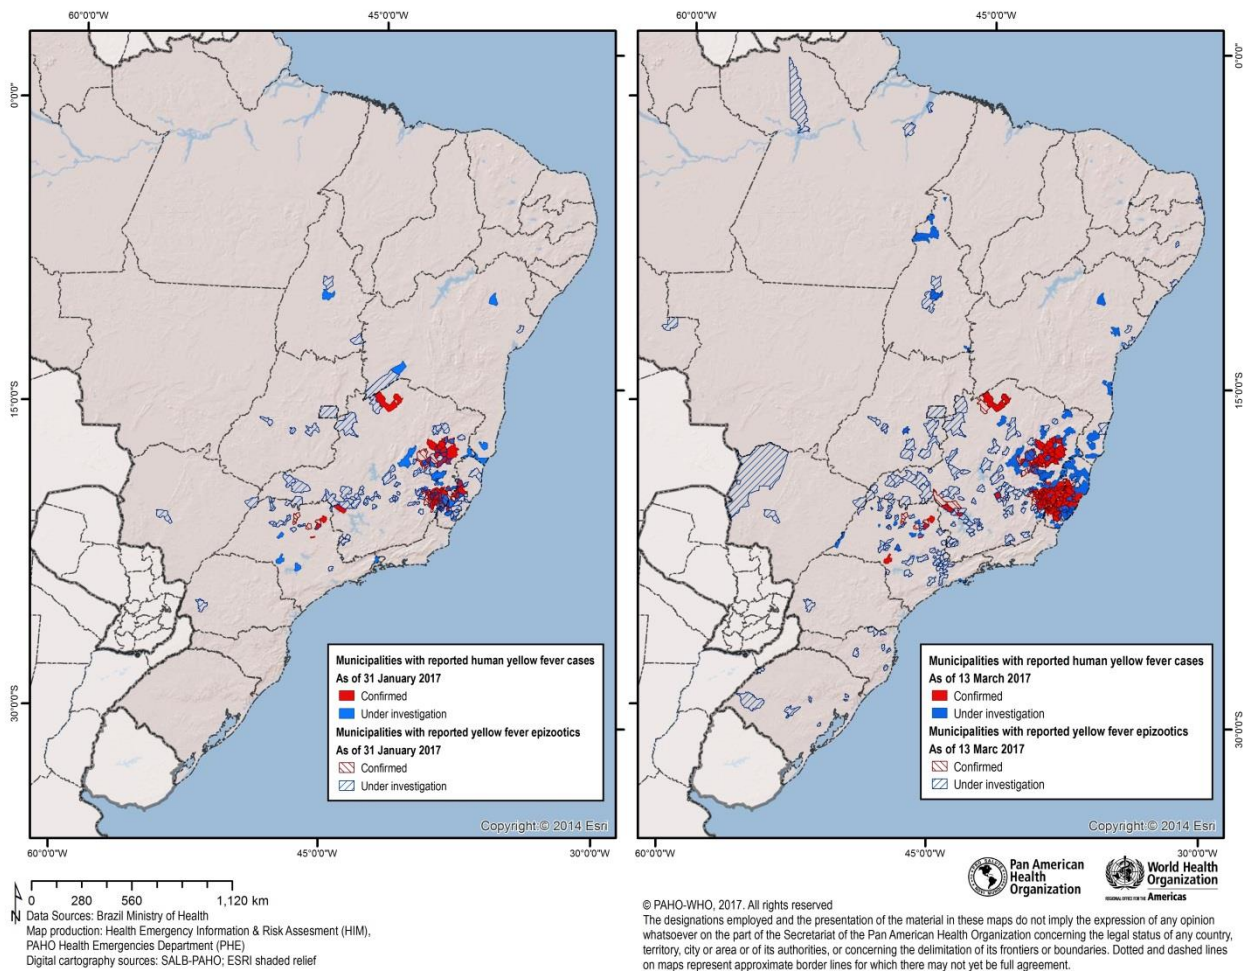 60°0'0"W
45°0'0"W
0°0'0"
15°0'0"S
30°0'0"S
Municipalities with reported human yellow fever cases
As of 31 January 2017
Confirmed
Under investigation
Municipalities with reported yellow fever epizootics
As of 31 January 2017
Confirmed
Under investigation
Copyright:© 2014 Esri
60°0'0"W
45°0'0"W
30°0'0"W
60°0'0"W
45°0'0"W
0°0'0"
15°0'0"S
30°0'0"S
Municipalities with reported human yellow fever cases
As of 13 March 2017
Confirmed
Under investigation
Municipalities with reported yellow fever epizootics
As of 13 Marc 2017
Confirmed
Under investigation
Copyright:© 2014 Esri
60°0'0"W
45°0'0"W
30°0'0"W
N
0 280 560 1,120 km
Data Sources: Brazil Ministry of Health
Map production: Health Emergency Information & Risk Assesment (HIM),
PAHO Health Emergencies Department (PHE)
Digital cartography sources: SALB-PAHO; ESRI shaded relief
Pan American
Health
Organization
World Health
Organization
REGIONAL OFFICE FOR THE Americas
© PAHO-WHO, 2017. All rights reserved
The designations employed and the presentation of the material in these maps do not imply the expression of any opinion
whatsoever on the part of the Secretariat of the Pan American Health Organization concerning the legal status of any country,
territory, city or area or of its authorities, or concerning the delimitation of its frontiers or boundaries. Dotted and dashed lines
on maps represent approximate border lines for which there may not yet be full agreement.